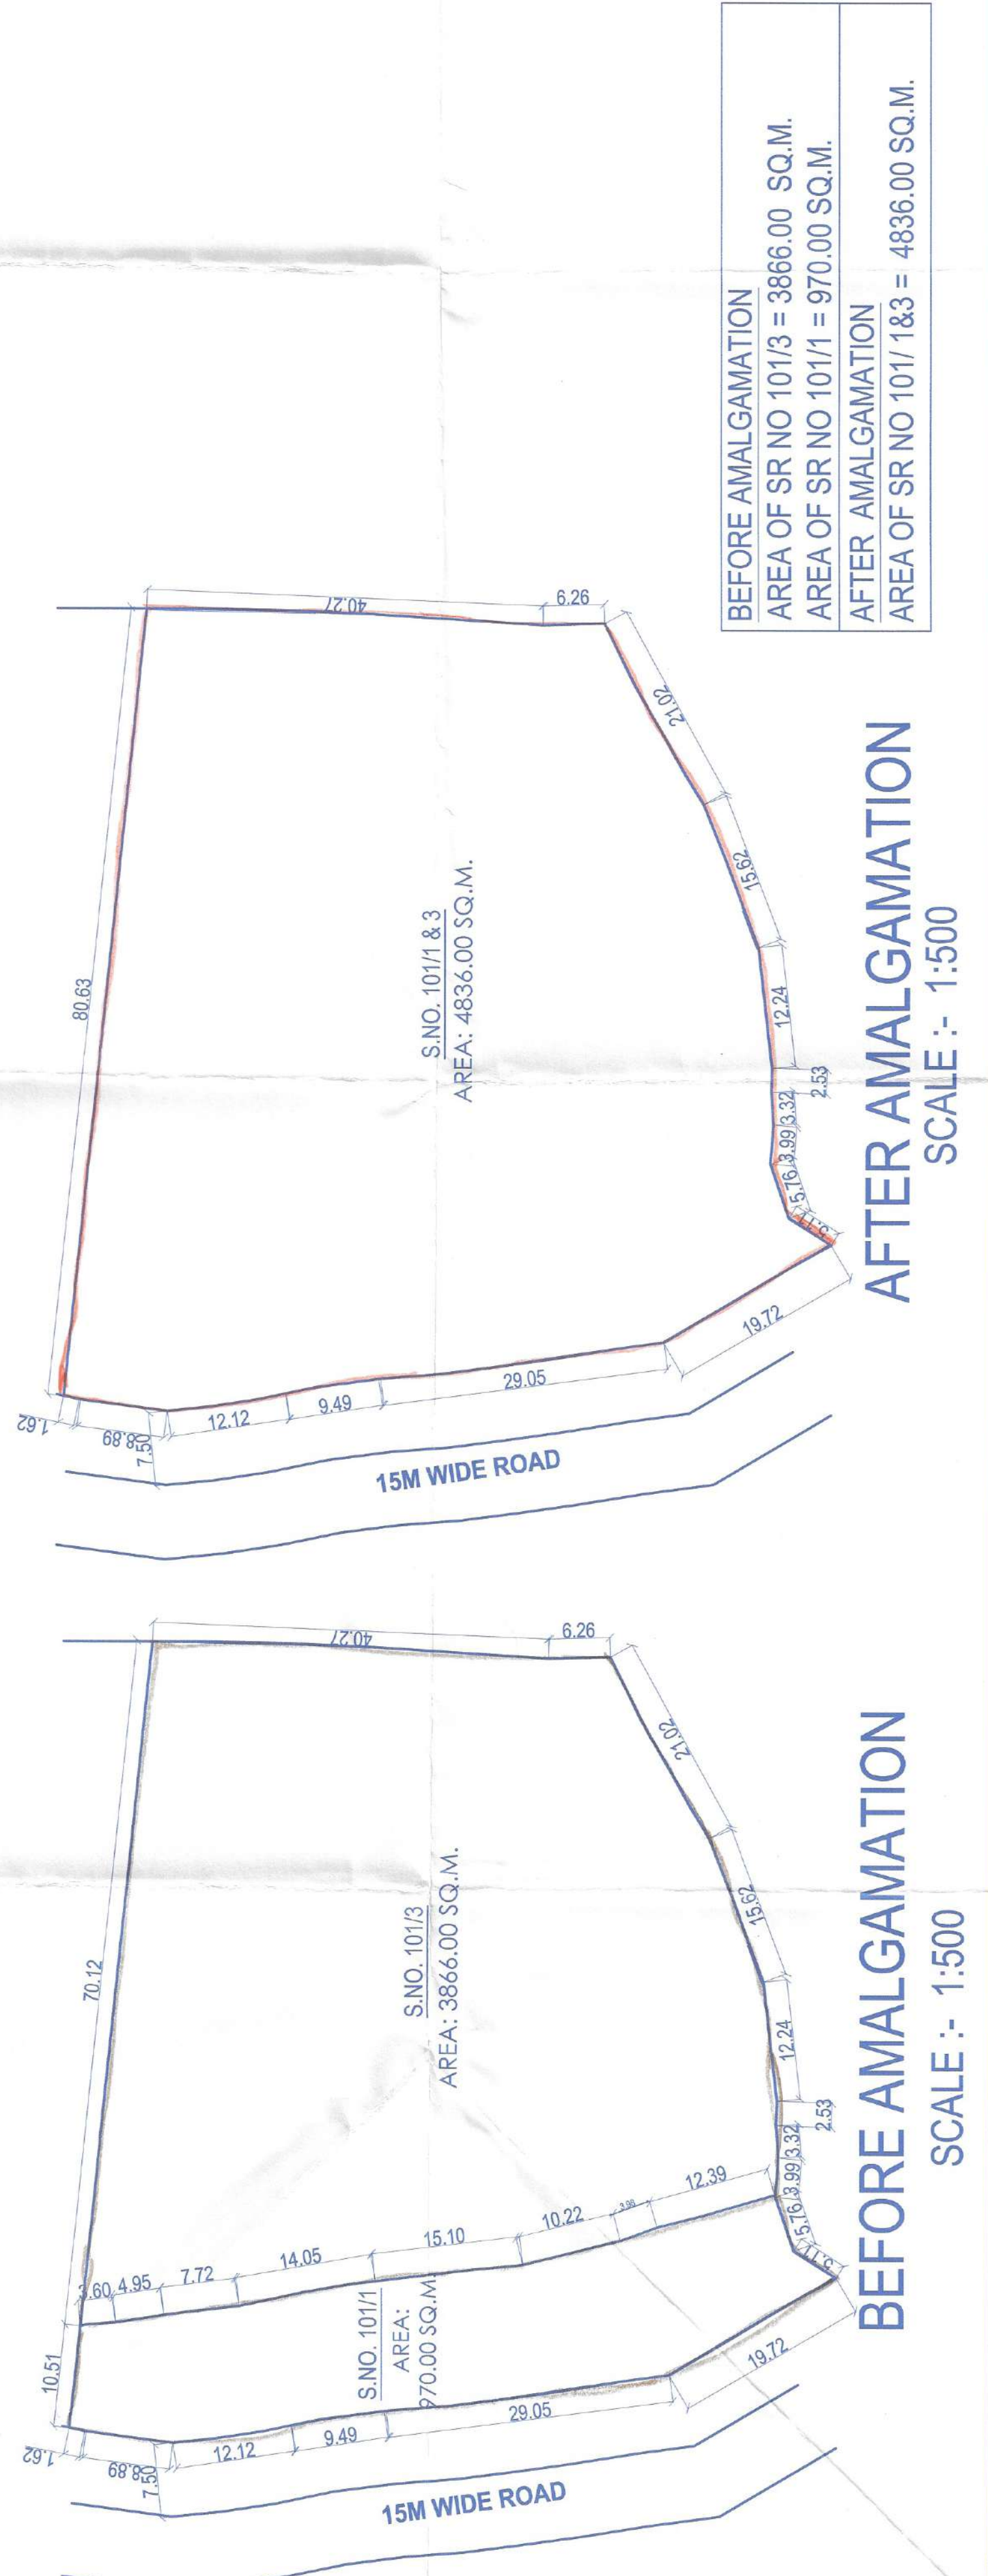 BEFORE AMALGAMATION
SCALE :- 1:500
S.NO. 101/1
AREA:
970.00 SQ.M.
S.NO. 101/3
AREA: 3866.00 SQ.M.
15M WIDE ROAD
10.51
70.12
40.27
6.26
21.02
15.62
12.24
2.53
3.32
3.99
5.76
5.11
19.72
29.05
9.49
12.12
7.50
8.89
1.62
3.60
4.95
7.72
14.05
15.10
10.22
12.39
AFTER AMALGAMATION
SCALE :- 1:500
S.NO. 101/1 & 3
AREA: 4836.00 SQ.M.
15M WIDE ROAD
80.63
40.27
6.26
21.02
15.62
12.24
2.53
3.32
3.99
5.76
5.11
19.72
29.05
9.49
12.12
7.50
8.89
1.62
BEFORE AMALGAMATION
AREA OF SR NO 101/3 = 3866.00 SQ.M.
AREA OF SR NO 101/1 = 970.00 SQ.M.
AFTER AMALGAMATION
AREA OF SR NO 101/ 1&3 = 4836.00 SQ.M.